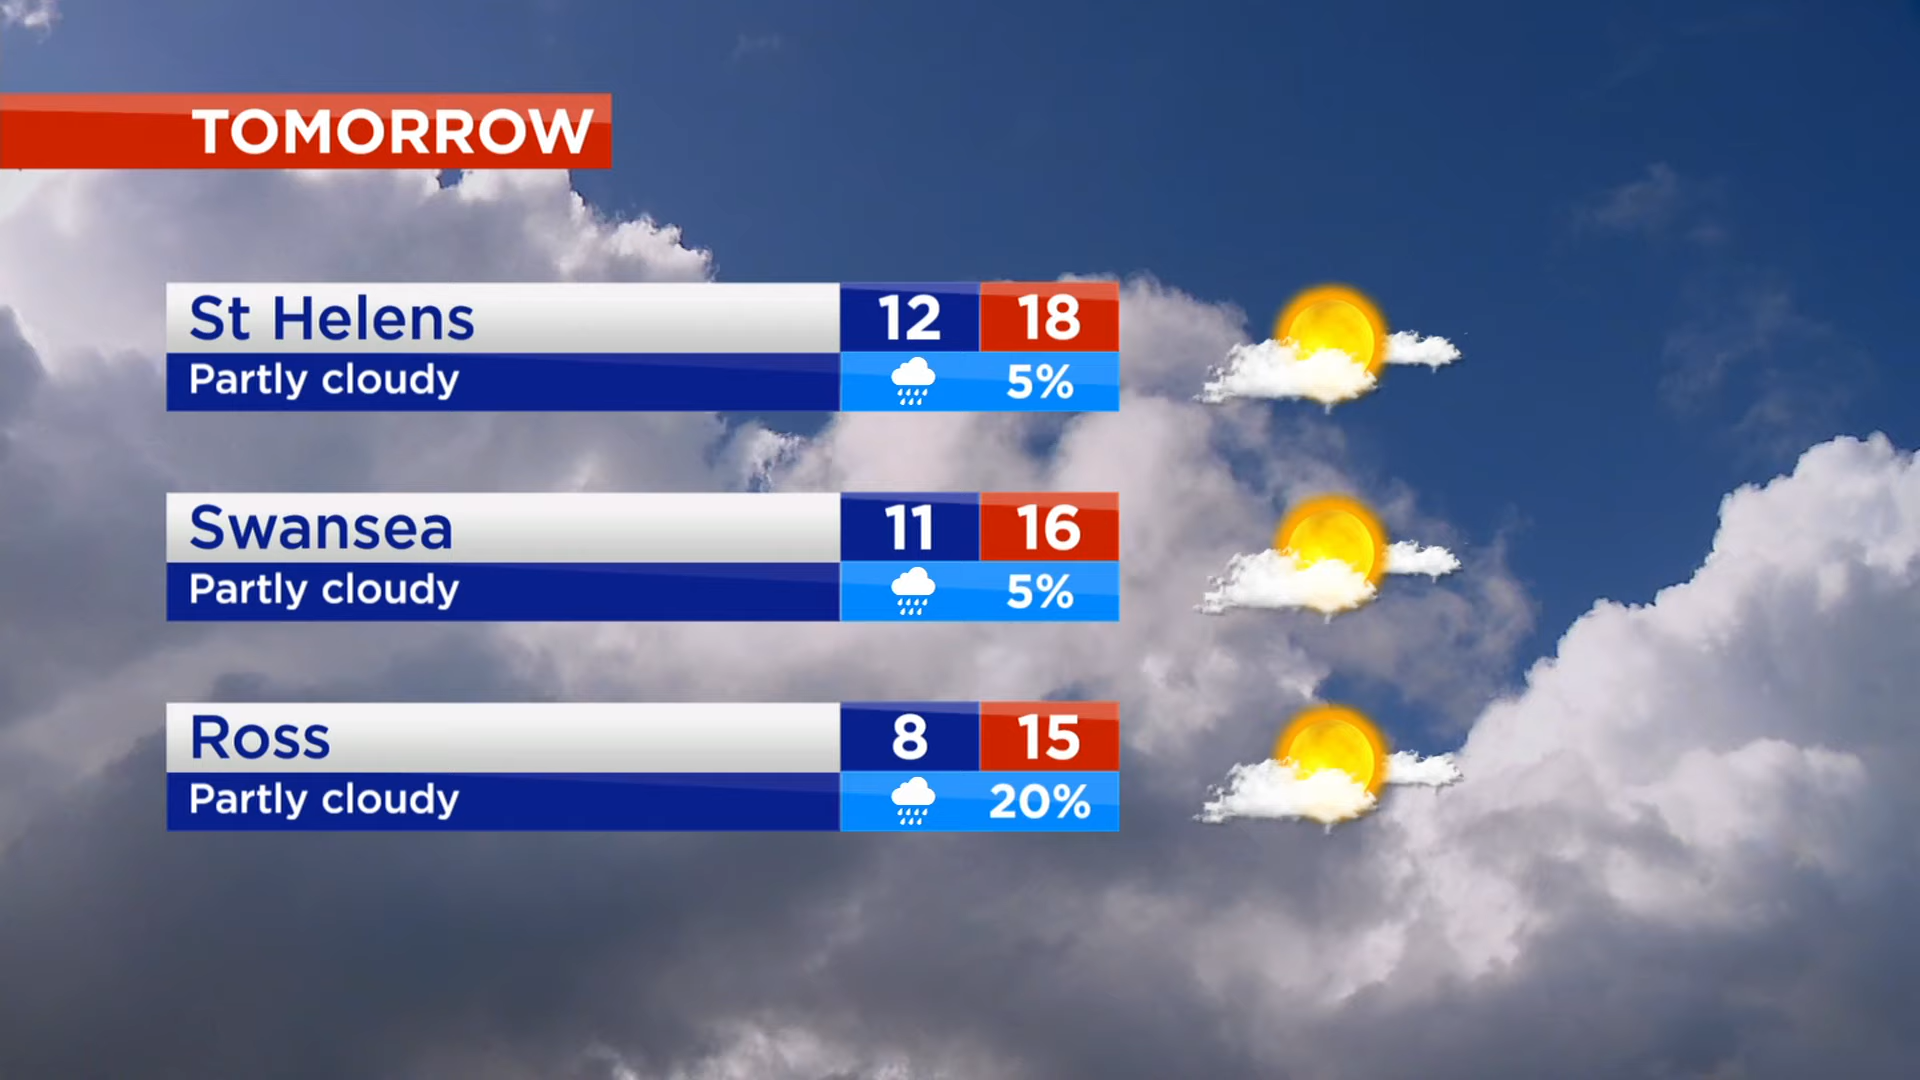 TOMORROW
St Helens 12 18
Partly cloudy 5%
Swansea 11 16
Partly cloudy 5%
Ross 8 15
Partly cloudy 20%